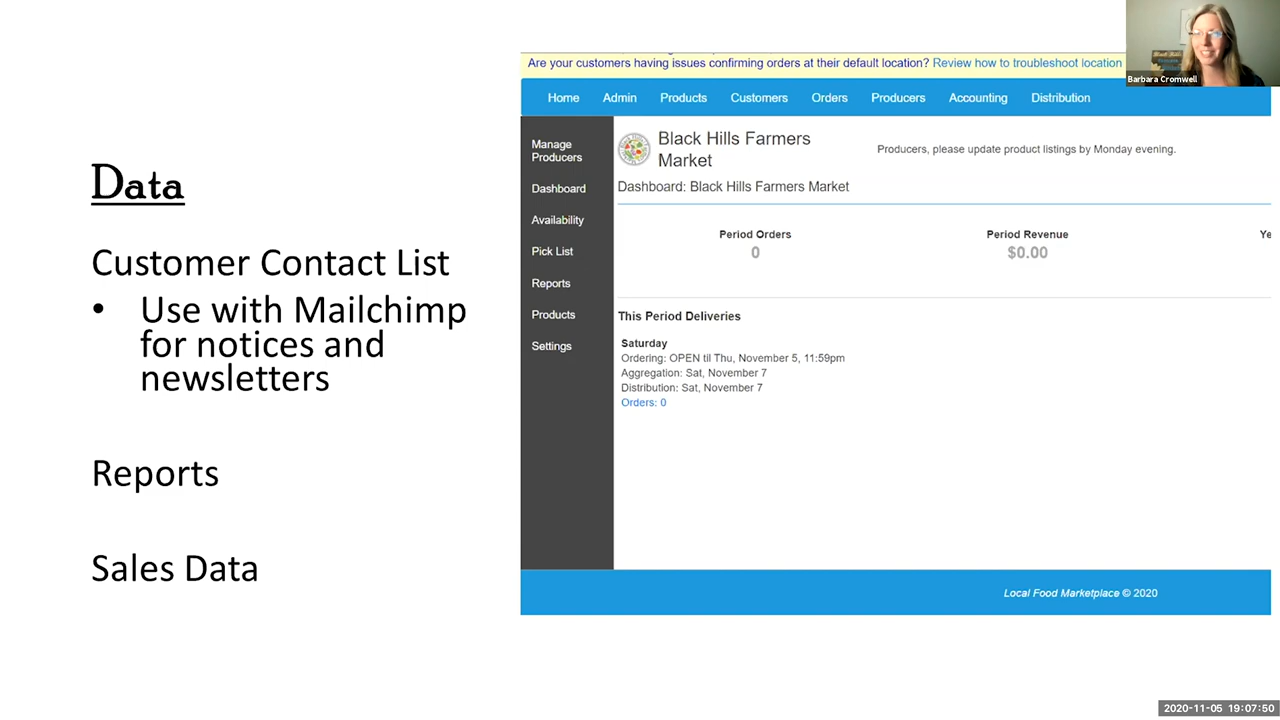 Data
Customer Contact List
• Use with Mailchimp
for notices and
newsletters
Reports
Sales Data
Are your customers having issues confirming orders at their default location? Review how to troubleshoot location
Home Admin Products Customers Orders Producers Accounting Distribution
Manage
Producers
Dashboard
Availability
Pick List
Reports
Products
Settings
Black Hills Farmers
Market
Producers, please update product listings by Monday evening.
Dashboard: Black Hills Farmers Market
Period Orders Period Revenue Ye
0 $0.00
This Period Deliveries
Saturday
Ordering: OPEN til Thu, November 5, 11:59pm
Aggregation: Sat, November 7
Distribution: Sat, November 7
Orders: 0
Local Food Marketplace © 2020
Barbara Cromwell
2020-11-05 19:07:50